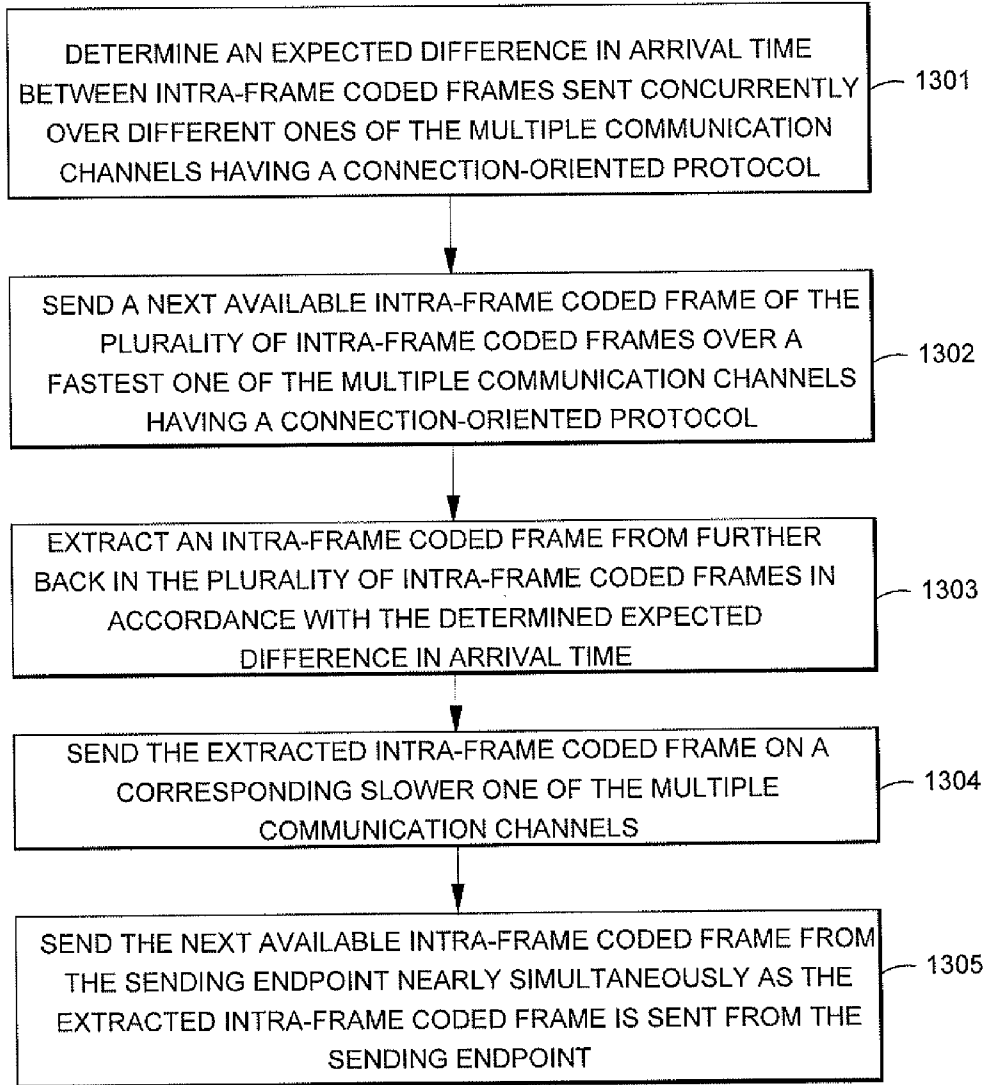 DETERMINE AN EXPECTED DIFFERENCE IN ARRIVAL TIME
BETWEEN INTRA-FRAME CODED FRAMES SENT CONCURRENTLY
OVER DIFFERENT ONES OF THE MULTIPLE COMMUNICATION
CHANNELS HAVING A CONNECTION-ORIENTED PROTOCOL
1301
SEND A NEXT AVAILABLE INTRA-FRAME CODED FRAME OF THE
PLURALITY OF INTRA-FRAME CODED FRAMES OVER A
FASTEST ONE OF THE MULTIPLE COMMUNICATION CHANNELS
HAVING A CONNECTION-ORIENTED PROTOCOL
1302
EXTRACT AN INTRA-FRAME CODED FRAME FROM FURTHER
BACK IN THE PLURALITY OF INTRA-FRAME CODED FRAMES IN
ACCORDANCE WITH THE DETERMINED EXPECTED
DIFFERENCE IN ARRIVAL TIME
1303
SEND THE EXTRACTED INTRA-FRAME CODED FRAME ON A
CORRESPONDING SLOWER ONE OF THE MULTIPLE
COMMUNICATION CHANNELS
1304
SEND THE NEXT AVAILABLE INTRA-FRAME CODED FRAME FROM
THE SENDING ENDPOINT NEARLY SIMULTANEOUSLY AS THE
EXTRACTED INTRA-FRAME CODED FRAME IS SENT FROM THE
SENDING ENDPOINT
1305